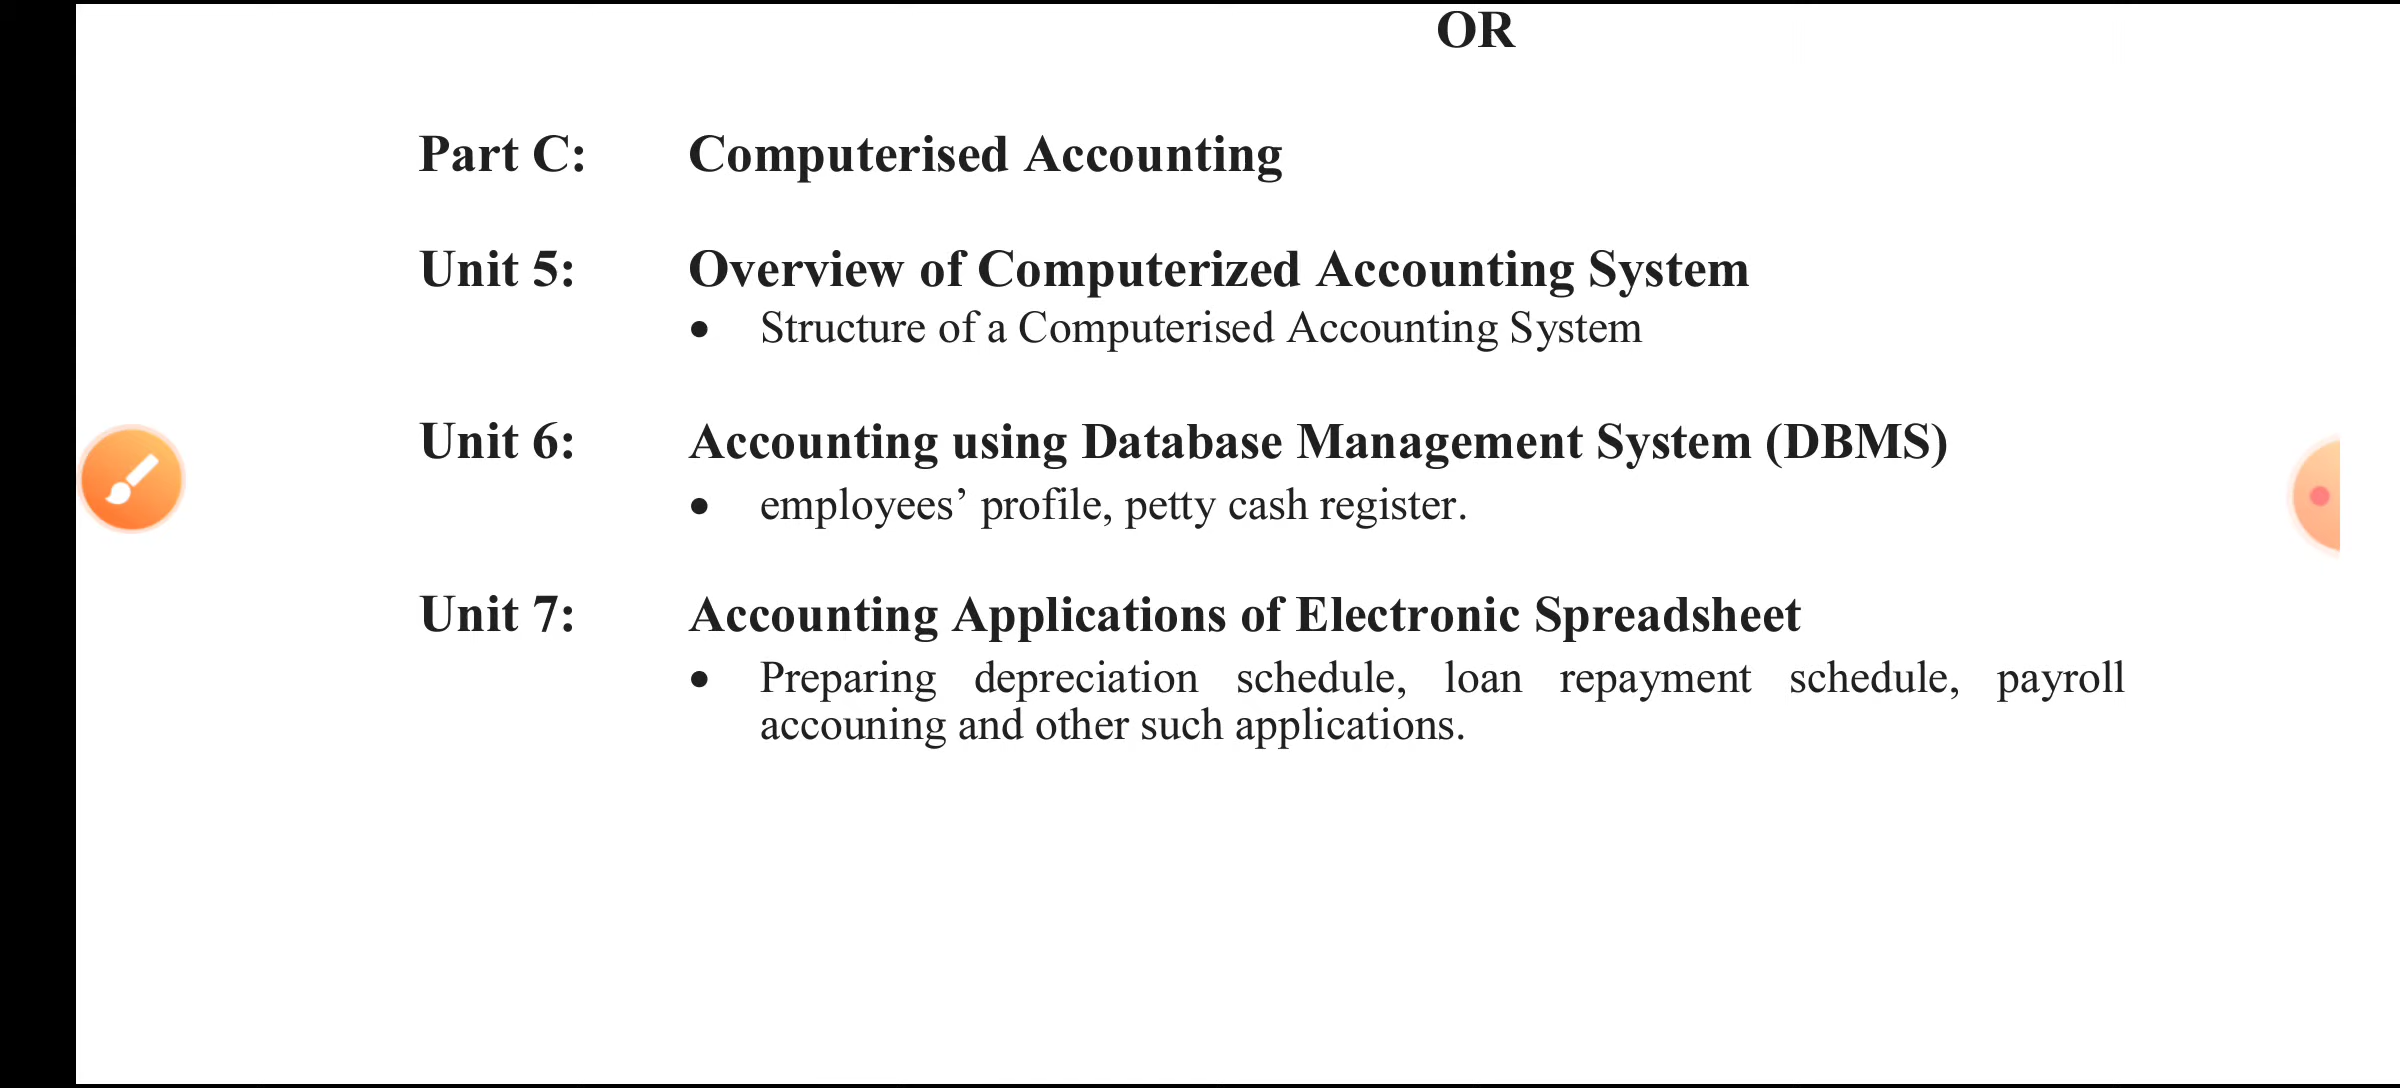 OR
Part C: Computerised Accounting
Unit 5: Overview of Computerized Accounting System
• Structure of a Computerised Accounting System
Unit 6: Accounting using Database Management System (DBMS)
• employees’ profile, petty cash register.
Unit 7: Accounting Applications of Electronic Spreadsheet
• Preparing depreciation schedule, loan repayment schedule, payroll
accouning and other such applications.